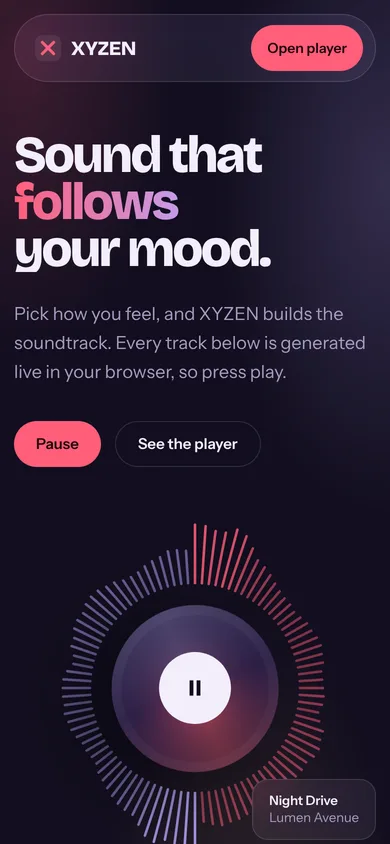 XYZEN
Open player
Sound that
follows
your mood.
Pick how you feel, and XYZEN builds the
soundtrack. Every track below is generated
live in your browser, so press play.
Pause
See the player
Night Drive
Lumen Avenue